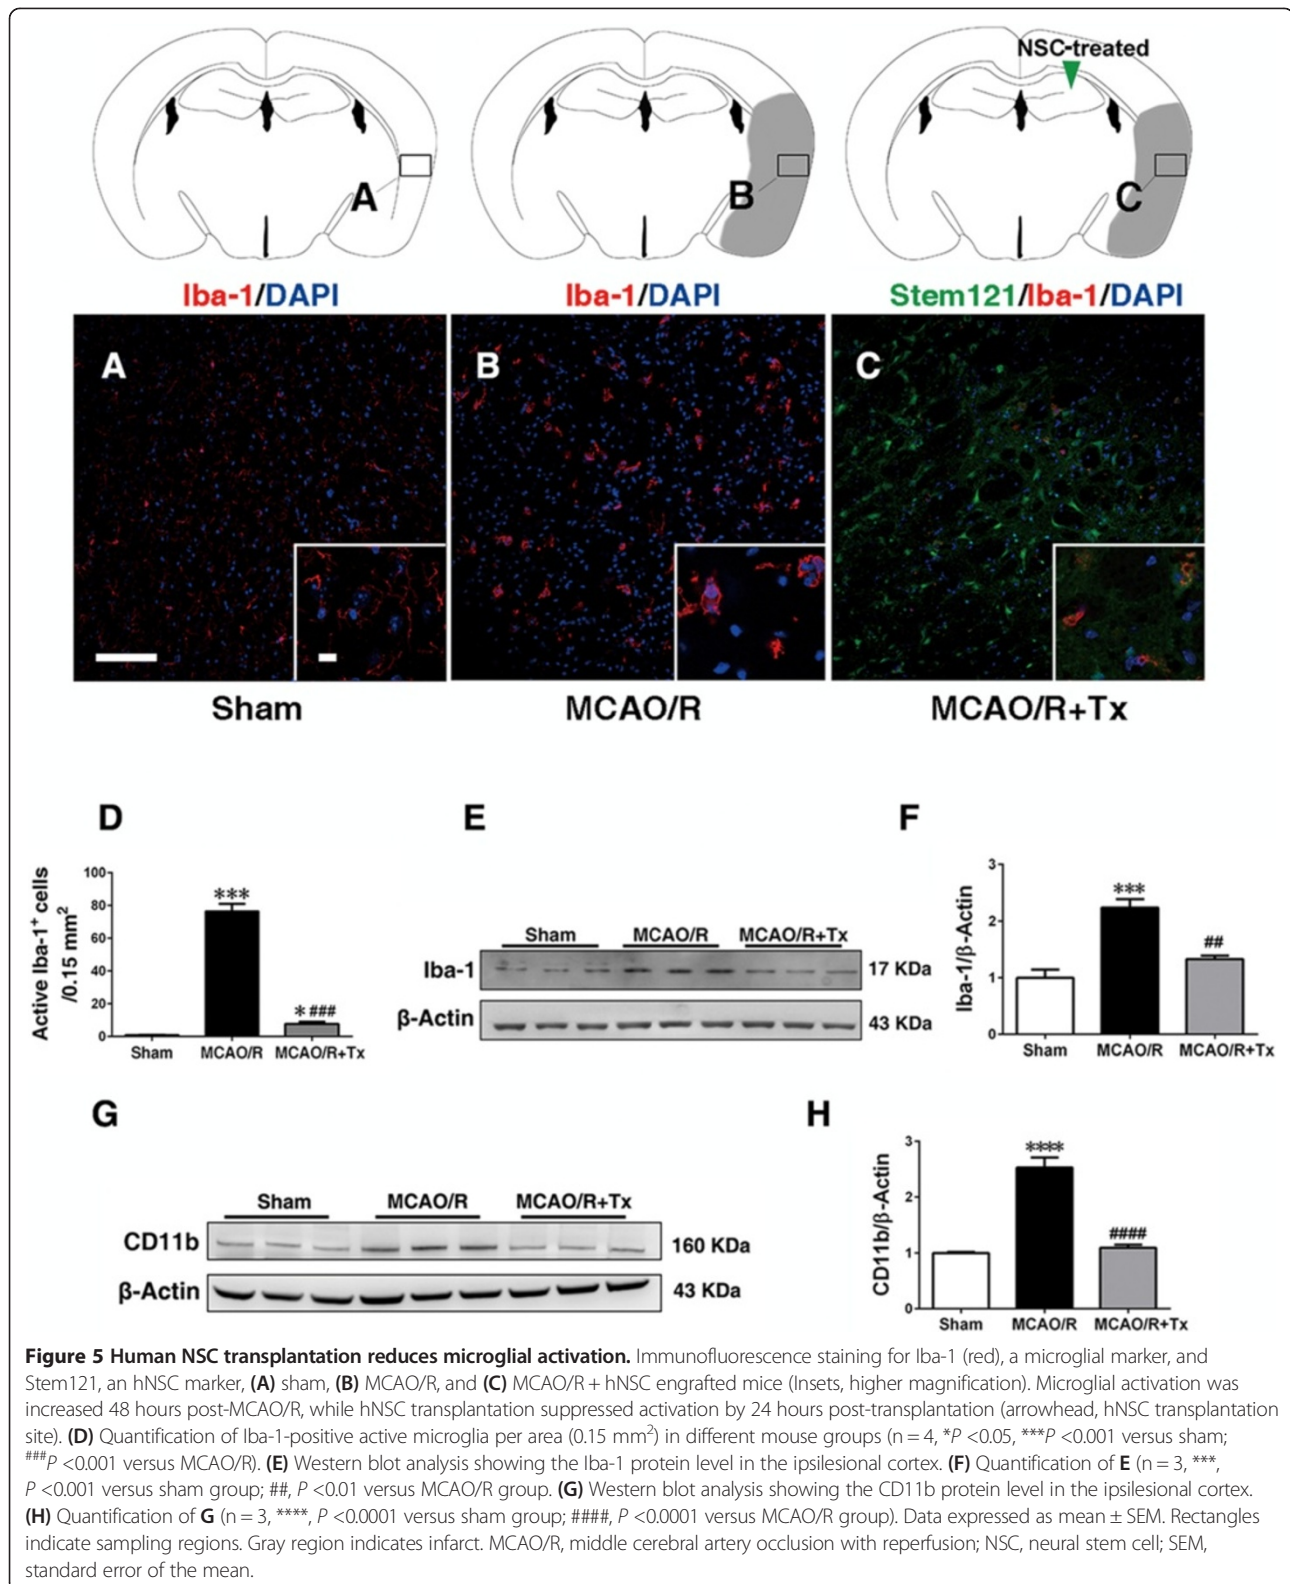 NSC-treated
A
B
C
Iba-1/DAPI
Iba-1/DAPI
Stem121/Iba-1/DAPI
A
B
C
Sham
MCAO/R
MCAO/R+Tx
D
Active Iba-1⁺ cells
/0.15 mm²
100
80
60
40
20
0
***
* ###
Sham
MCAO/R
MCAO/R+Tx
E
Sham
MCAO/R
MCAO/R+Tx
Iba-1
17 KDa
β-Actin
43 KDa
F
Iba-1/β-Actin
3
2
1
0
***
##
Sham
MCAO/R
MCAO/R+Tx
G
Sham
MCAO/R
MCAO/R+Tx
CD11b
160 KDa
β-Actin
43 KDa
H
CD11b/β-Actin
3
2
1
0
****
####
Sham
MCAO/R
MCAO/R+Tx
Figure 5 Human NSC transplantation reduces microglial activation. Immunofluorescence staining for Iba-1 (red), a microglial marker, and
Stem121, an hNSC marker, (A) sham, (B) MCAO/R, and (C) MCAO/R + hNSC engrafted mice (Insets, higher magnification). Microglial activation was
increased 48 hours post-MCAO/R, while hNSC transplantation suppressed activation by 24 hours post-transplantation (arrowhead, hNSC transplantation
site). (D) Quantification of Iba-1-positive active microglia per area (0.15 mm²) in different mouse groups (n = 4, *P <0.05, ***P <0.001 versus sham;
###P <0.001 versus MCAO/R). (E) Western blot analysis showing the Iba-1 protein level in the ipsilesional cortex. (F) Quantification of E (n = 3, ***,
P <0.001 versus sham group; ##, P <0.01 versus MCAO/R group. (G) Western blot analysis showing the CD11b protein level in the ipsilesional cortex.
(H) Quantification of G (n = 3, ****, P <0.0001 versus sham group; ####, P <0.0001 versus MCAO/R group). Data expressed as mean ± SEM. Rectangles
indicate sampling regions. Gray region indicates infarct. MCAO/R, middle cerebral artery occlusion with reperfusion; NSC, neural stem cell; SEM,
standard error of the mean.